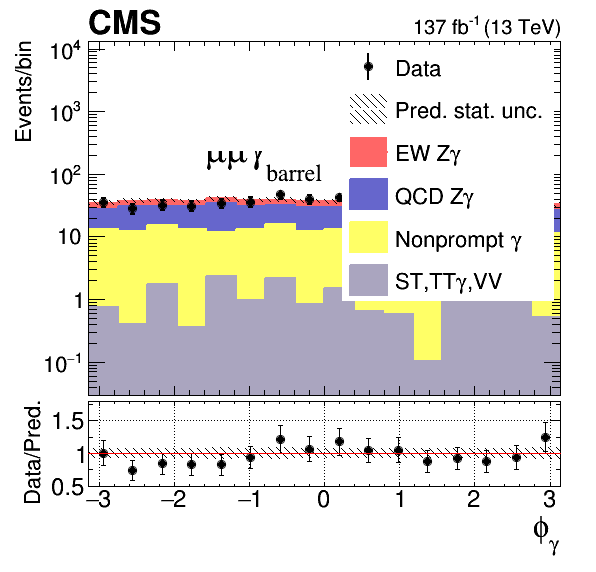 CMS 137 fb⁻¹ (13 TeV)
Events/bin
10⁴
10³
10²
10
1
10⁻¹
Data
Pred. stat. unc.
EW Zγ
QCD Zγ
Nonprompt γ
ST,TTγ,VV
μμγ barrel
Data/Pred.
1.5
1
0.5
−3 −2 −1 0 1 2 3
ϕγ